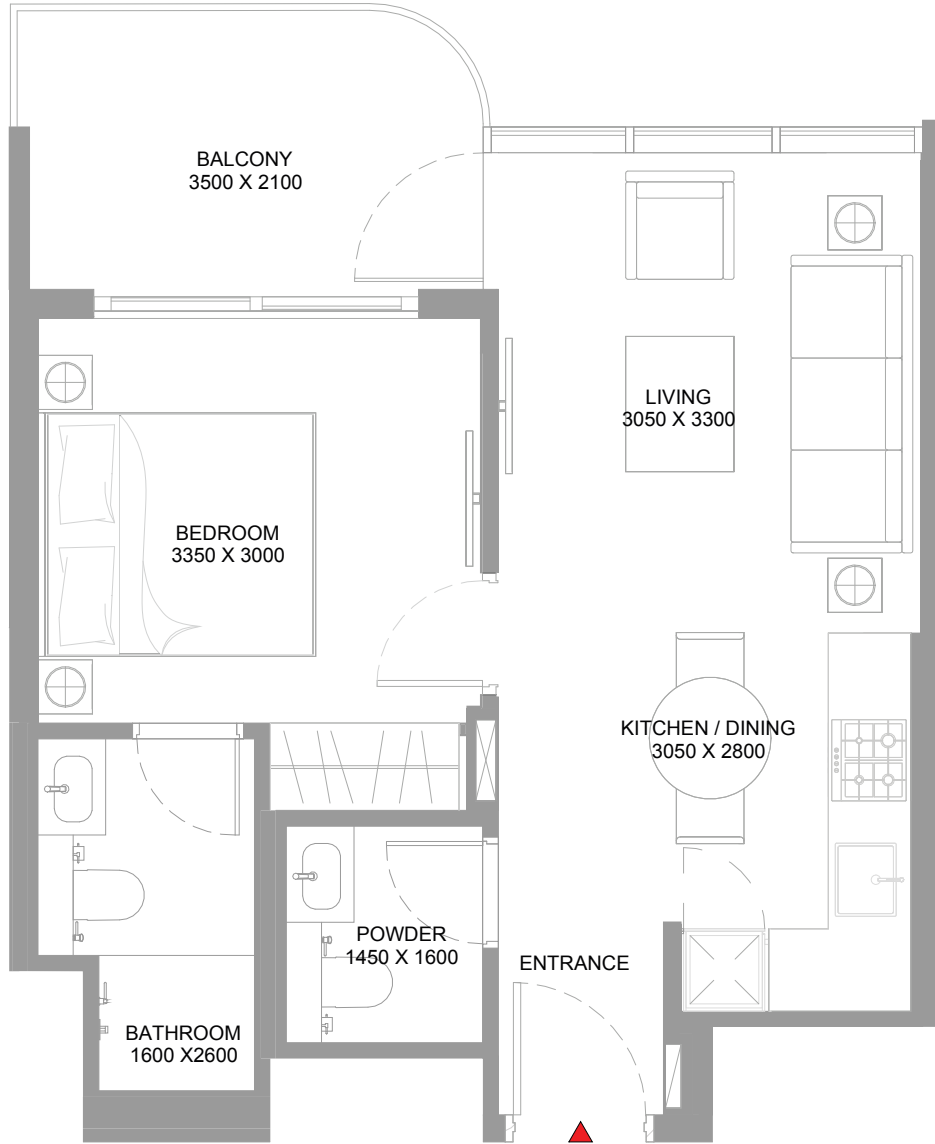 BALCONY
3500 X 2100
LIVING
3050 X 3300
BEDROOM
3350 X 3000
KITCHEN / DINING
3050 X 2800
POWDER
1450 X 1600
ENTRANCE
BATHROOM
1600 X2600